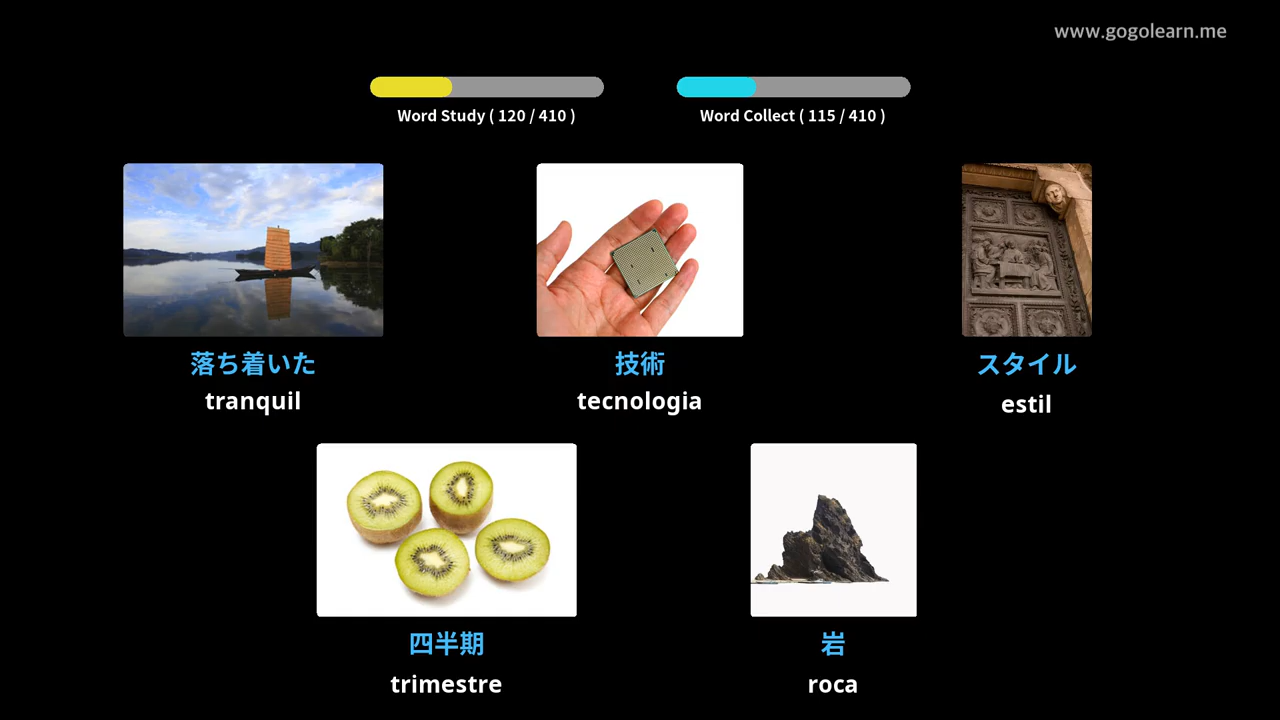 www.gogolearn.me
Word Study ( 120 / 410 )
Word Collect ( 115 / 410 )
落ち着いた
tranquil
技術
tecnologia
スタイル
estil
四半期
trimestre
岩
roca